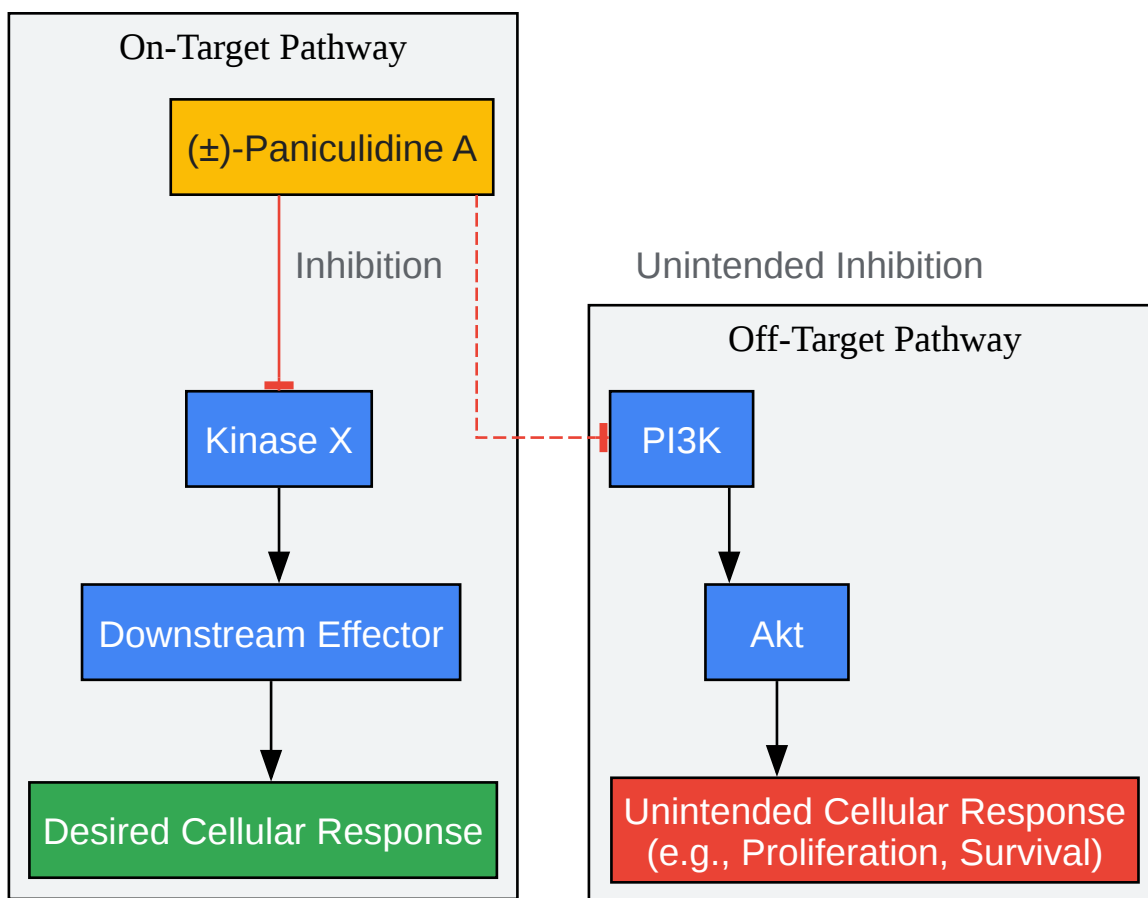 On-Target Pathway
(±)-Paniculidine A
Inhibition
Unintended Inhibition
Off-Target Pathway
Kinase X
PI3K
Downstream Effector
Akt
Desired Cellular Response
Unintended Cellular Response
(e.g., Proliferation, Survival)